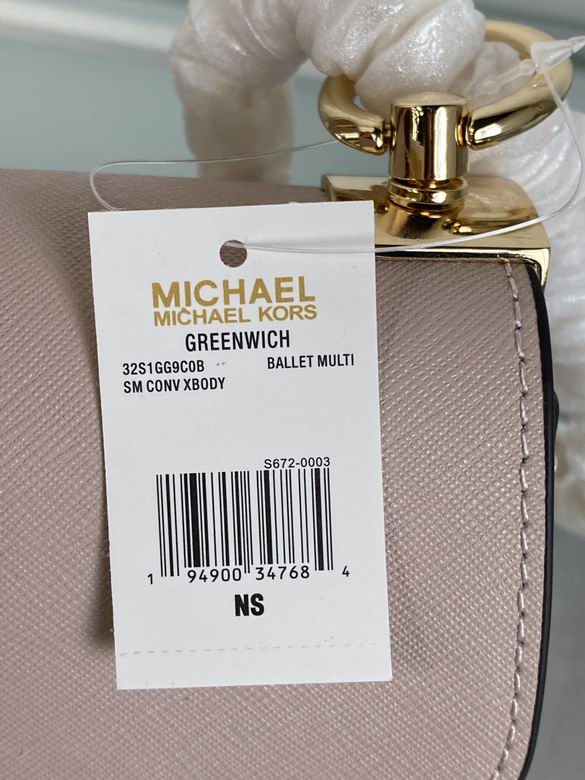 MICHAEL
MICHAEL KORS
GREENWICH
32S1GG9C0B BALLET MULTI
SM CONV XBODY
S672-0003
1 94900 34768 4
NS